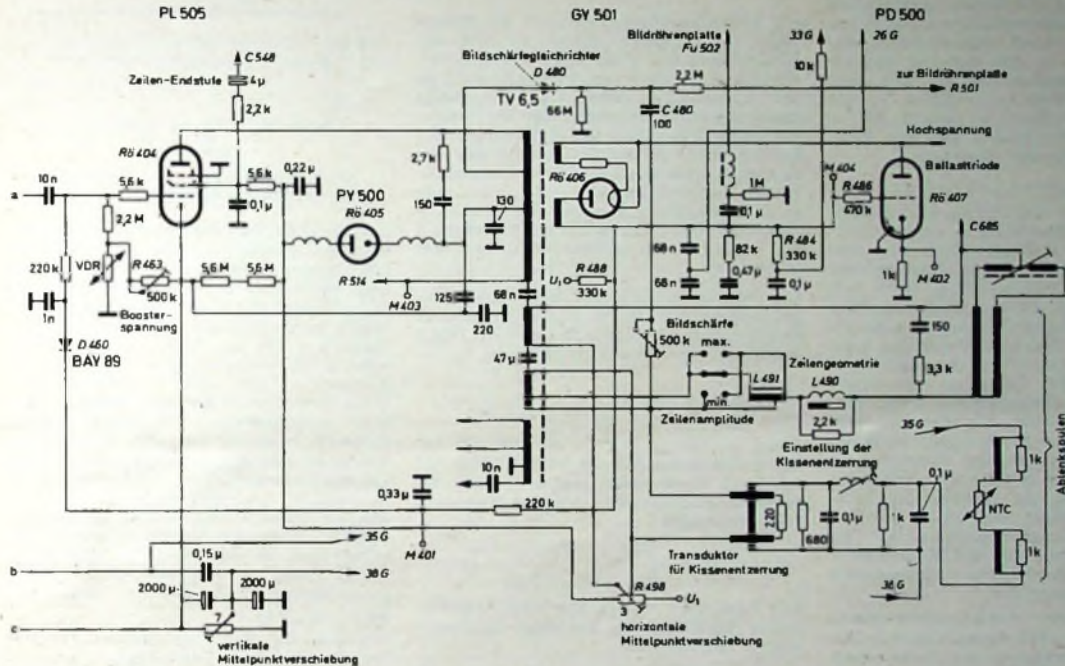 PL 505
GY 501
PD 500
C 548
Zeilen-Endstufe
4µ
2,2 k
Bildschärfegleichrichter
D 480
TV 6,5
66 M
C 480
100
2,2 M
Bildröhrenplatte
Fu 502
33 G
10 k
26 G
zur Bildröhrenplatte
R 501
Hochspannung
Rö 404
10 n
a
5,6 k
5,6 k
0,22 µ
0,1 µ
2,7 k
150
PY 500
Rö 405
130
Rö 406
1M
0,1 µ
M 404
R 486
470 k
Ballasttriode
Rö 407
2,2 M
220 k
VDR
R 463
500 k
5,6 M
5,6 M
1n
Booster-
spannung
D 460
BAY 89
R 514
M 403
125
220
68 n
47 µ
U₁
R 488
330 k
68 n
68 n
82 k
0,47 µ
R 484
330 k
0,1 µ
1 k
M 402
C 685
Bildschärfe
500 k
max.
min
Zeilenamplitude
L 491
Zeilengeometrie
L 490
2,2 k
150
3,3 k
Einstellung der
Kissenentzerrung
35 G
1 k
NTC
1 k
Ablenkspulen
10 n
0,33 µ
220 k
M 401
35 G
38 G
b
0,15 µ
2000 µ
2000 µ
c
7
vertikale
Mittelpunktverschiebung
Transduktor
für Kissenentzerrung
220
680
0,1 µ
1 k
0,1 µ
R 498
3
U₁
horizontale
Mittelpunktverschiebung